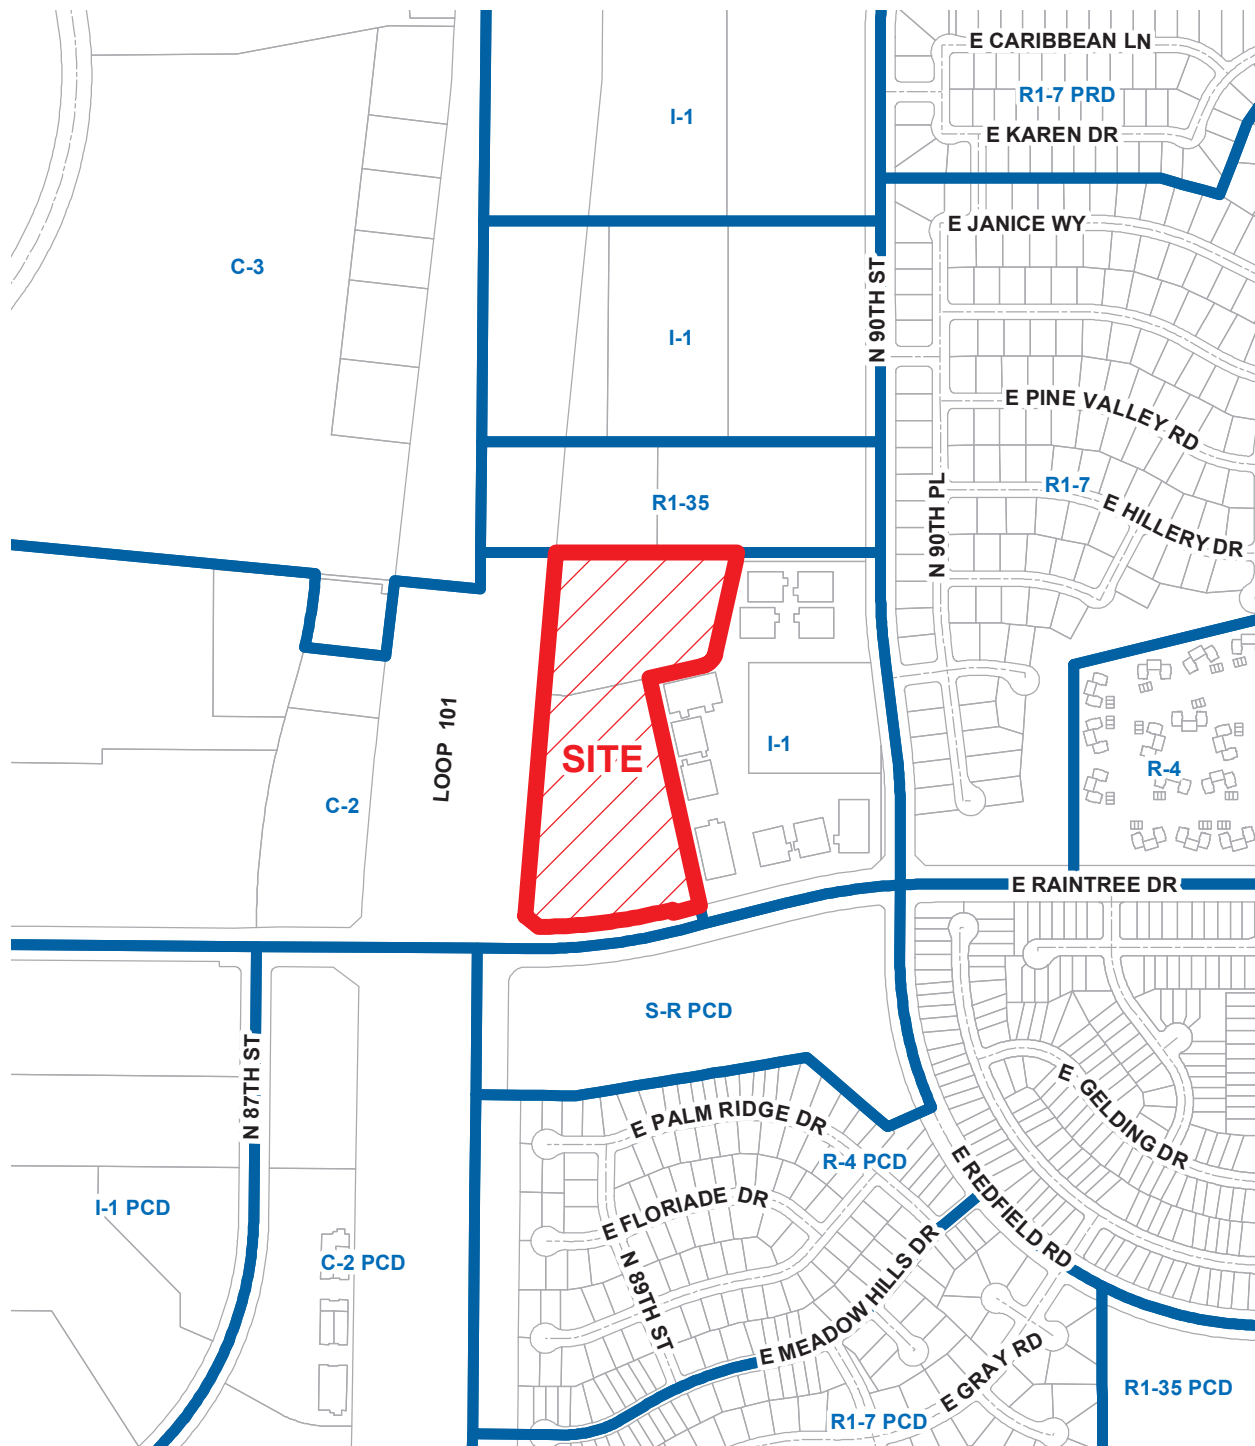 E CARIBBEAN LN
R1-7 PRD
I-1
E KAREN DR
E JANICE WY
C-3
N 90TH ST
I-1
E PINE VALLEY RD
R1-7
R1-35
E HILLERY DR
N 90TH PL
LOOP 101
SITE
I-1
R-4
C-2
E RAINTREE DR
S-R PCD
N 87TH ST
E GELDING DR
E PALM RIDGE DR
R-4 PCD
E REDFIELD RD
I-1 PCD
E FLORIADE DR
C-2 PCD
N 89TH ST
E MEADOW HILLS DR
E GRAY RD
R1-35 PCD
R1-7 PCD